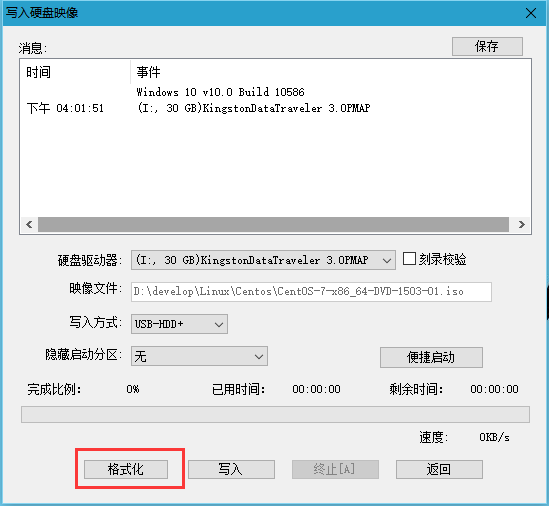 写入硬盘映像
消息:
保存
时间 事件
Windows 10 v10.0 Build 10586
下午 04:01:51 (I:, 30 GB)KingstonDataTraveler 3.0PMAP
硬盘驱动器: (I:, 30 GB)KingstonDataTraveler 3.0PMAP 刻录校验
映像文件: D:\develop\Linux\Centos\CentOS-7-x86_64-DVD-1503-01.iso
写入方式: USB-HDD+
隐藏启动分区: 无 便捷启动
完成比例: 0% 已用时间: 00:00:00 剩余时间: 00:00:00
速度: 0KB/s
格式化 写入 终止[A] 返回